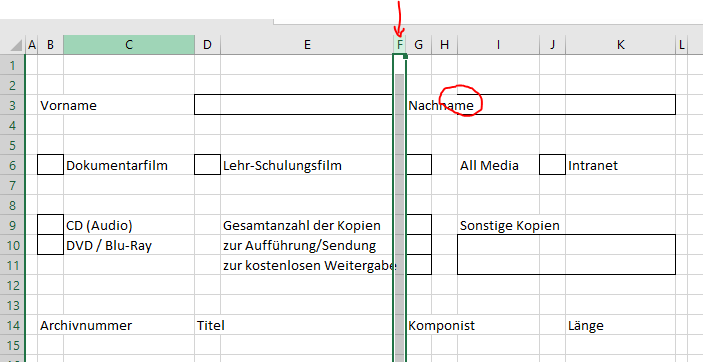 A B C D E F G H I J K L
1
2
3 Vorname Nachname
4
5
6 Dokumentarfilm Lehr-Schulungsfilm All Media Intranet
7
8
9 CD (Audio) Gesamtanzahl der Kopien Sonstige Kopien
10 DVD / Blu-Ray zur Aufführung/Sendung
11 zur kostenlosen Weitergabe
12
13
14 Archivnummer Titel Komponist Länge
15